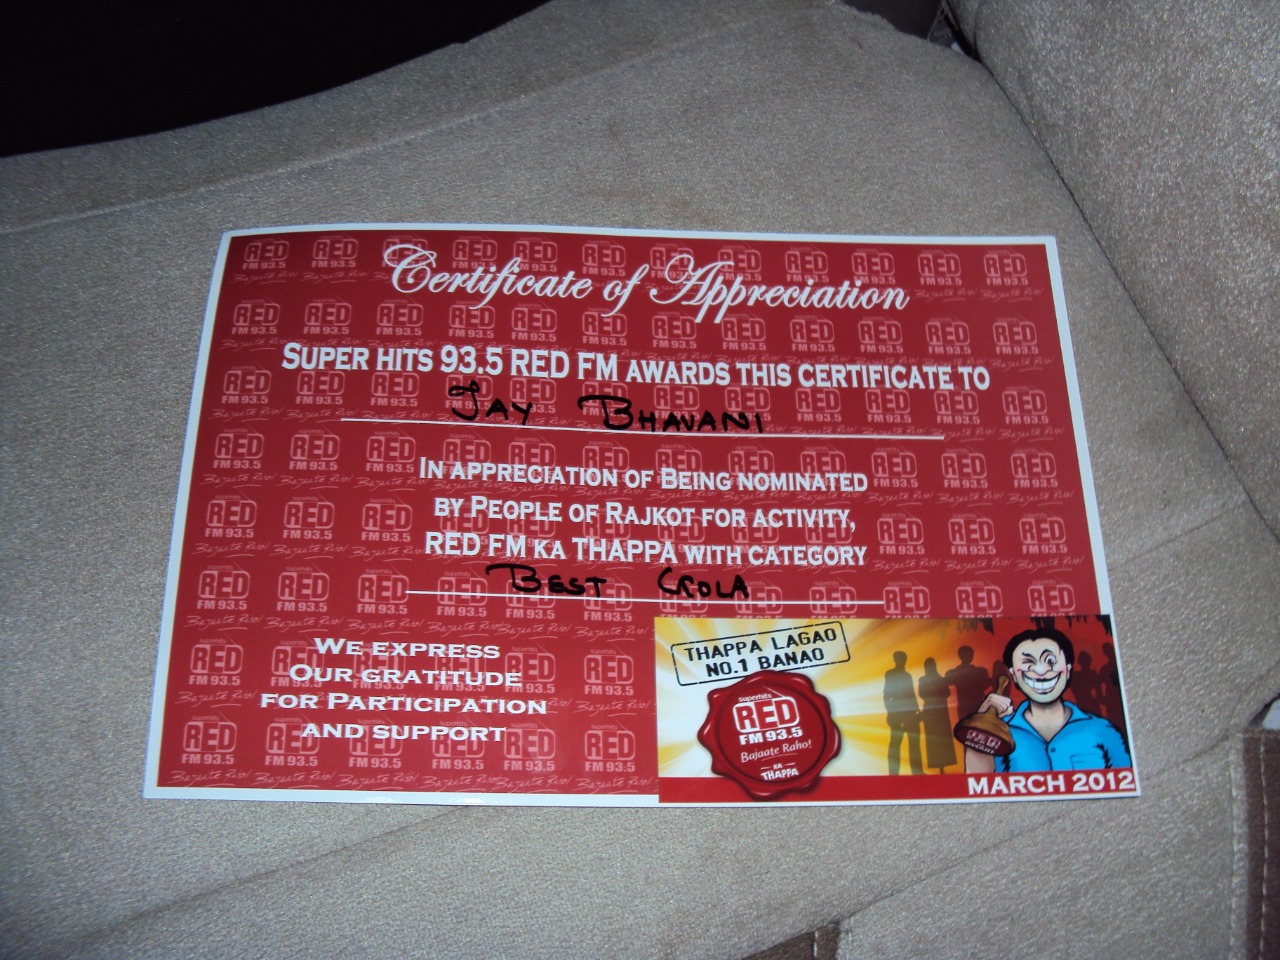 Certificate of Appreciation
SUPER HITS 93.5 RED FM AWARDS THIS CERTIFICATE TO
JAY BHAVANI
IN APPRECIATION OF BEING NOMINATED
BY PEOPLE OF RAJKOT FOR ACTIVITY,
RED FM KA THAPPA WITH CATEGORY
BEST GOLA
WE EXPRESS
OUR GRATITUDE
FOR PARTICIPATION
AND SUPPORT
THAPPA LAGAO
NO.1 BANAO
superhits
RED
FM 93.5
Bajaate Raho!
KA
THAPPA
MARCH 2012